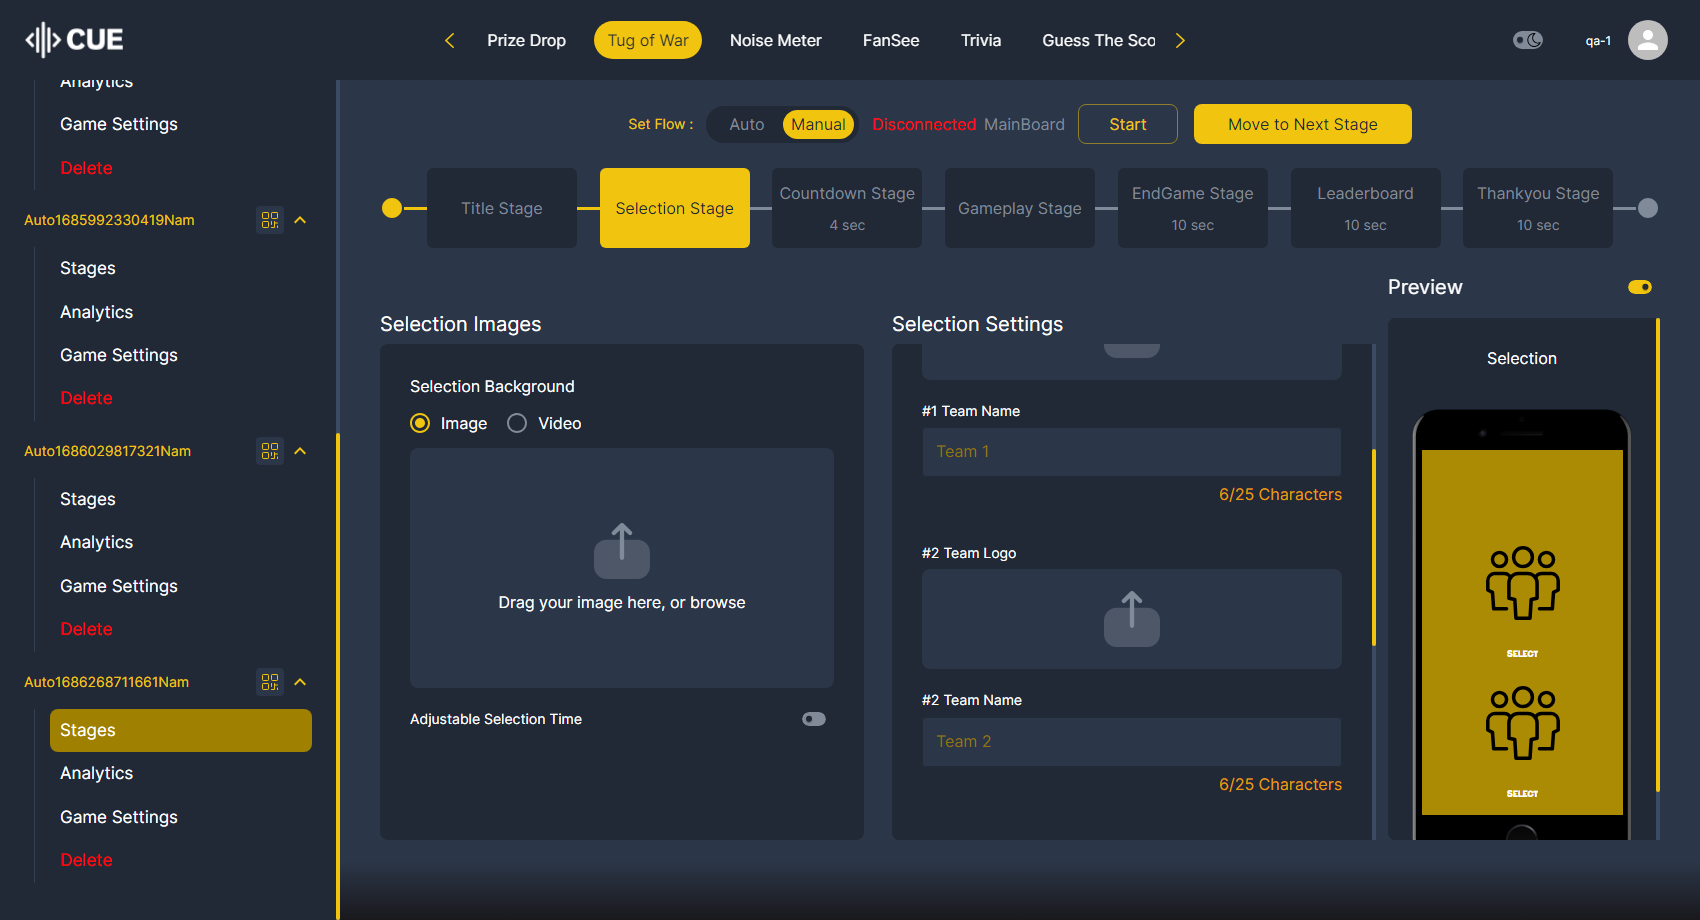 CUE
Prize Drop
Tug of War
Noise Meter
FanSee
Trivia
Guess The Sco
qa-1
Analytics
Game Settings
Delete
Auto1685992330419Nam
Stages
Analytics
Game Settings
Delete
Auto1686029817321Nam
Stages
Analytics
Game Settings
Delete
Auto1686268711661Nam
Stages
Analytics
Game Settings
Delete
Set Flow :
Auto
Manual
Disconnected MainBoard
Start
Move to Next Stage
Title Stage
Selection Stage
Countdown Stage
4 sec
Gameplay Stage
EndGame Stage
10 sec
Leaderboard
10 sec
Thankyou Stage
10 sec
Selection Images
Selection Background
Image
Video
Drag your image here, or browse
Adjustable Selection Time
Selection Settings
#1 Team Name
Team 1
6/25 Characters
#2 Team Logo
#2 Team Name
Team 2
6/25 Characters
Preview
Selection
SELECT
SELECT